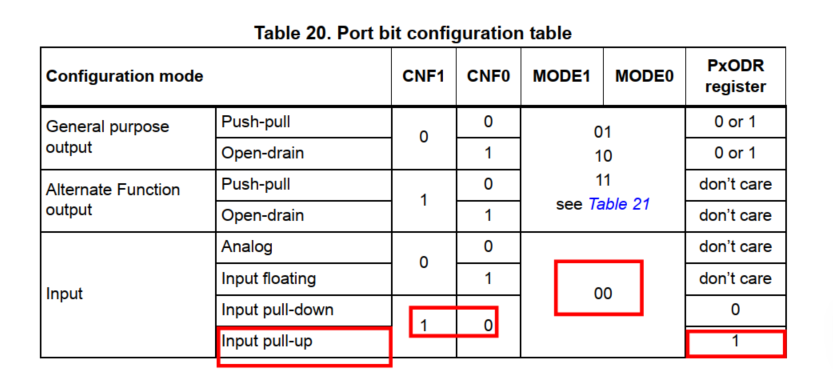 Table 20. Port bit configuration table
Configuration mode CNF1 CNF0 MODE1 MODE0 PxODR register
General purpose output Push-pull 0 0 01 10 11 see Table 21 0 or 1
Open-drain 1 0 or 1
Alternate Function output Push-pull 1 0 don't care
Open-drain 1 don't care
Input Analog 0 0 00 don't care
Input floating 1 don't care
Input pull-down 1 0 0
Input pull-up 1